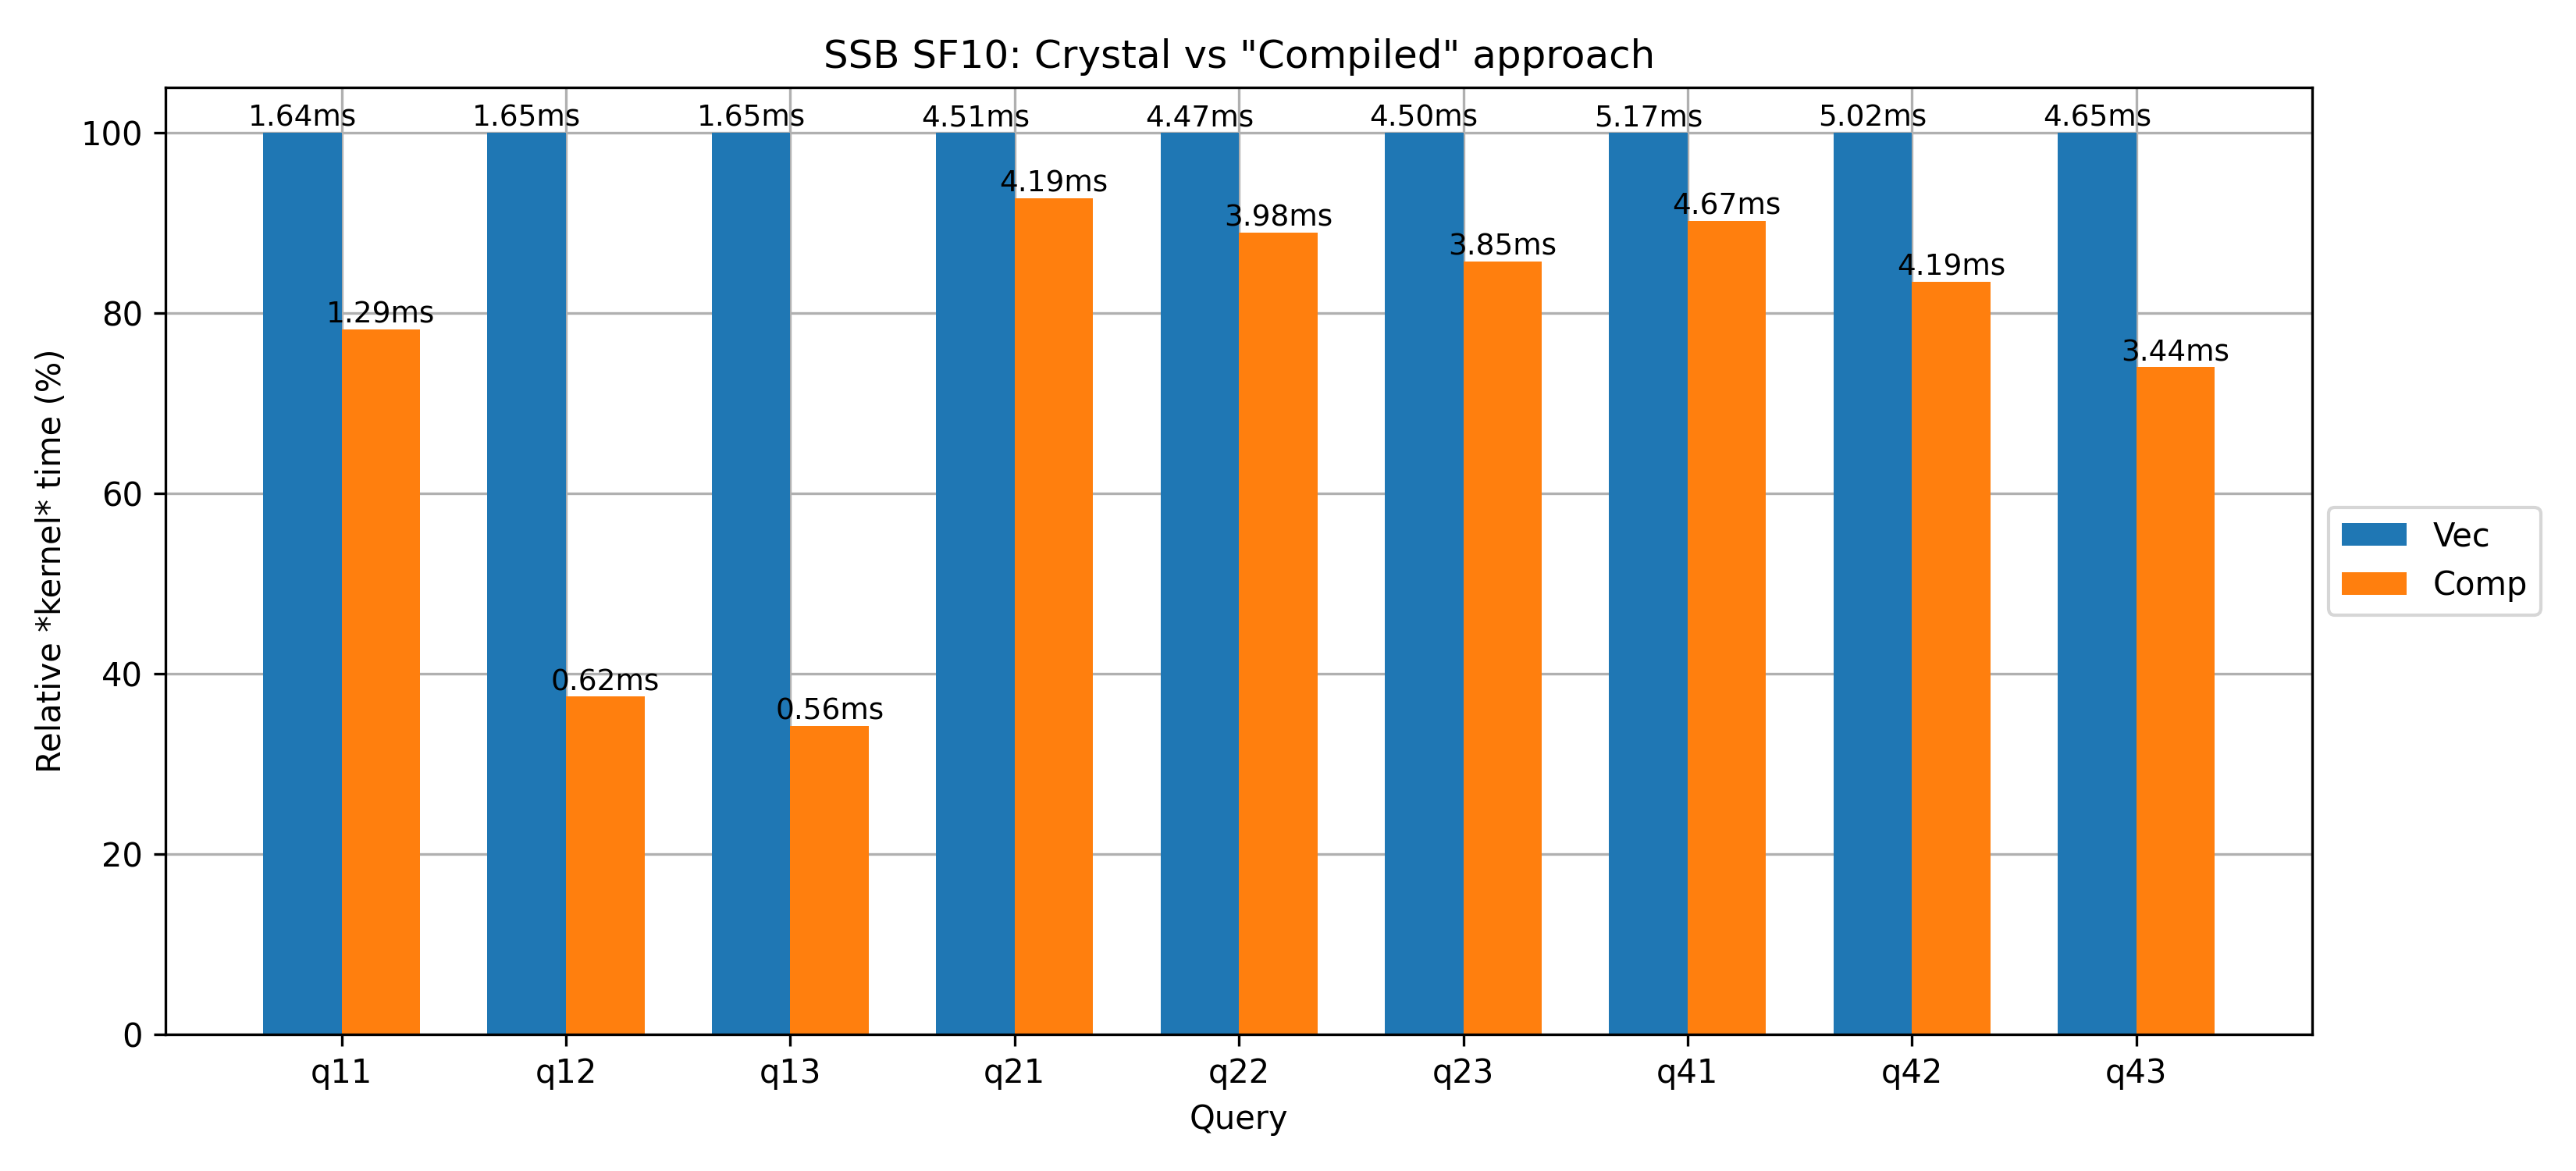 SSB SF10: Crystal vs "Compiled" approach
1.64ms 1.65ms 1.65ms 4.51ms 4.47ms 4.50ms 5.17ms 5.02ms 4.65ms
1.29ms 0.62ms 0.56ms 4.19ms 3.98ms 3.85ms 4.67ms 4.19ms 3.44ms
Relative *kernel* time (%)
100
80
60
40
20
0
q11 q12 q13 q21 q22 q23 q41 q42 q43
Query
Vec
Comp